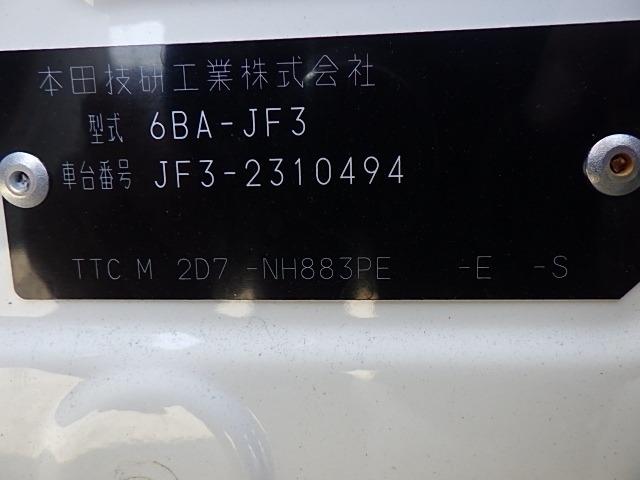 本田技研工業株式会社
型式 6BA-JF3
車台番号 JF3-2310494
TTC M 2D7 -NH883PE -E -S